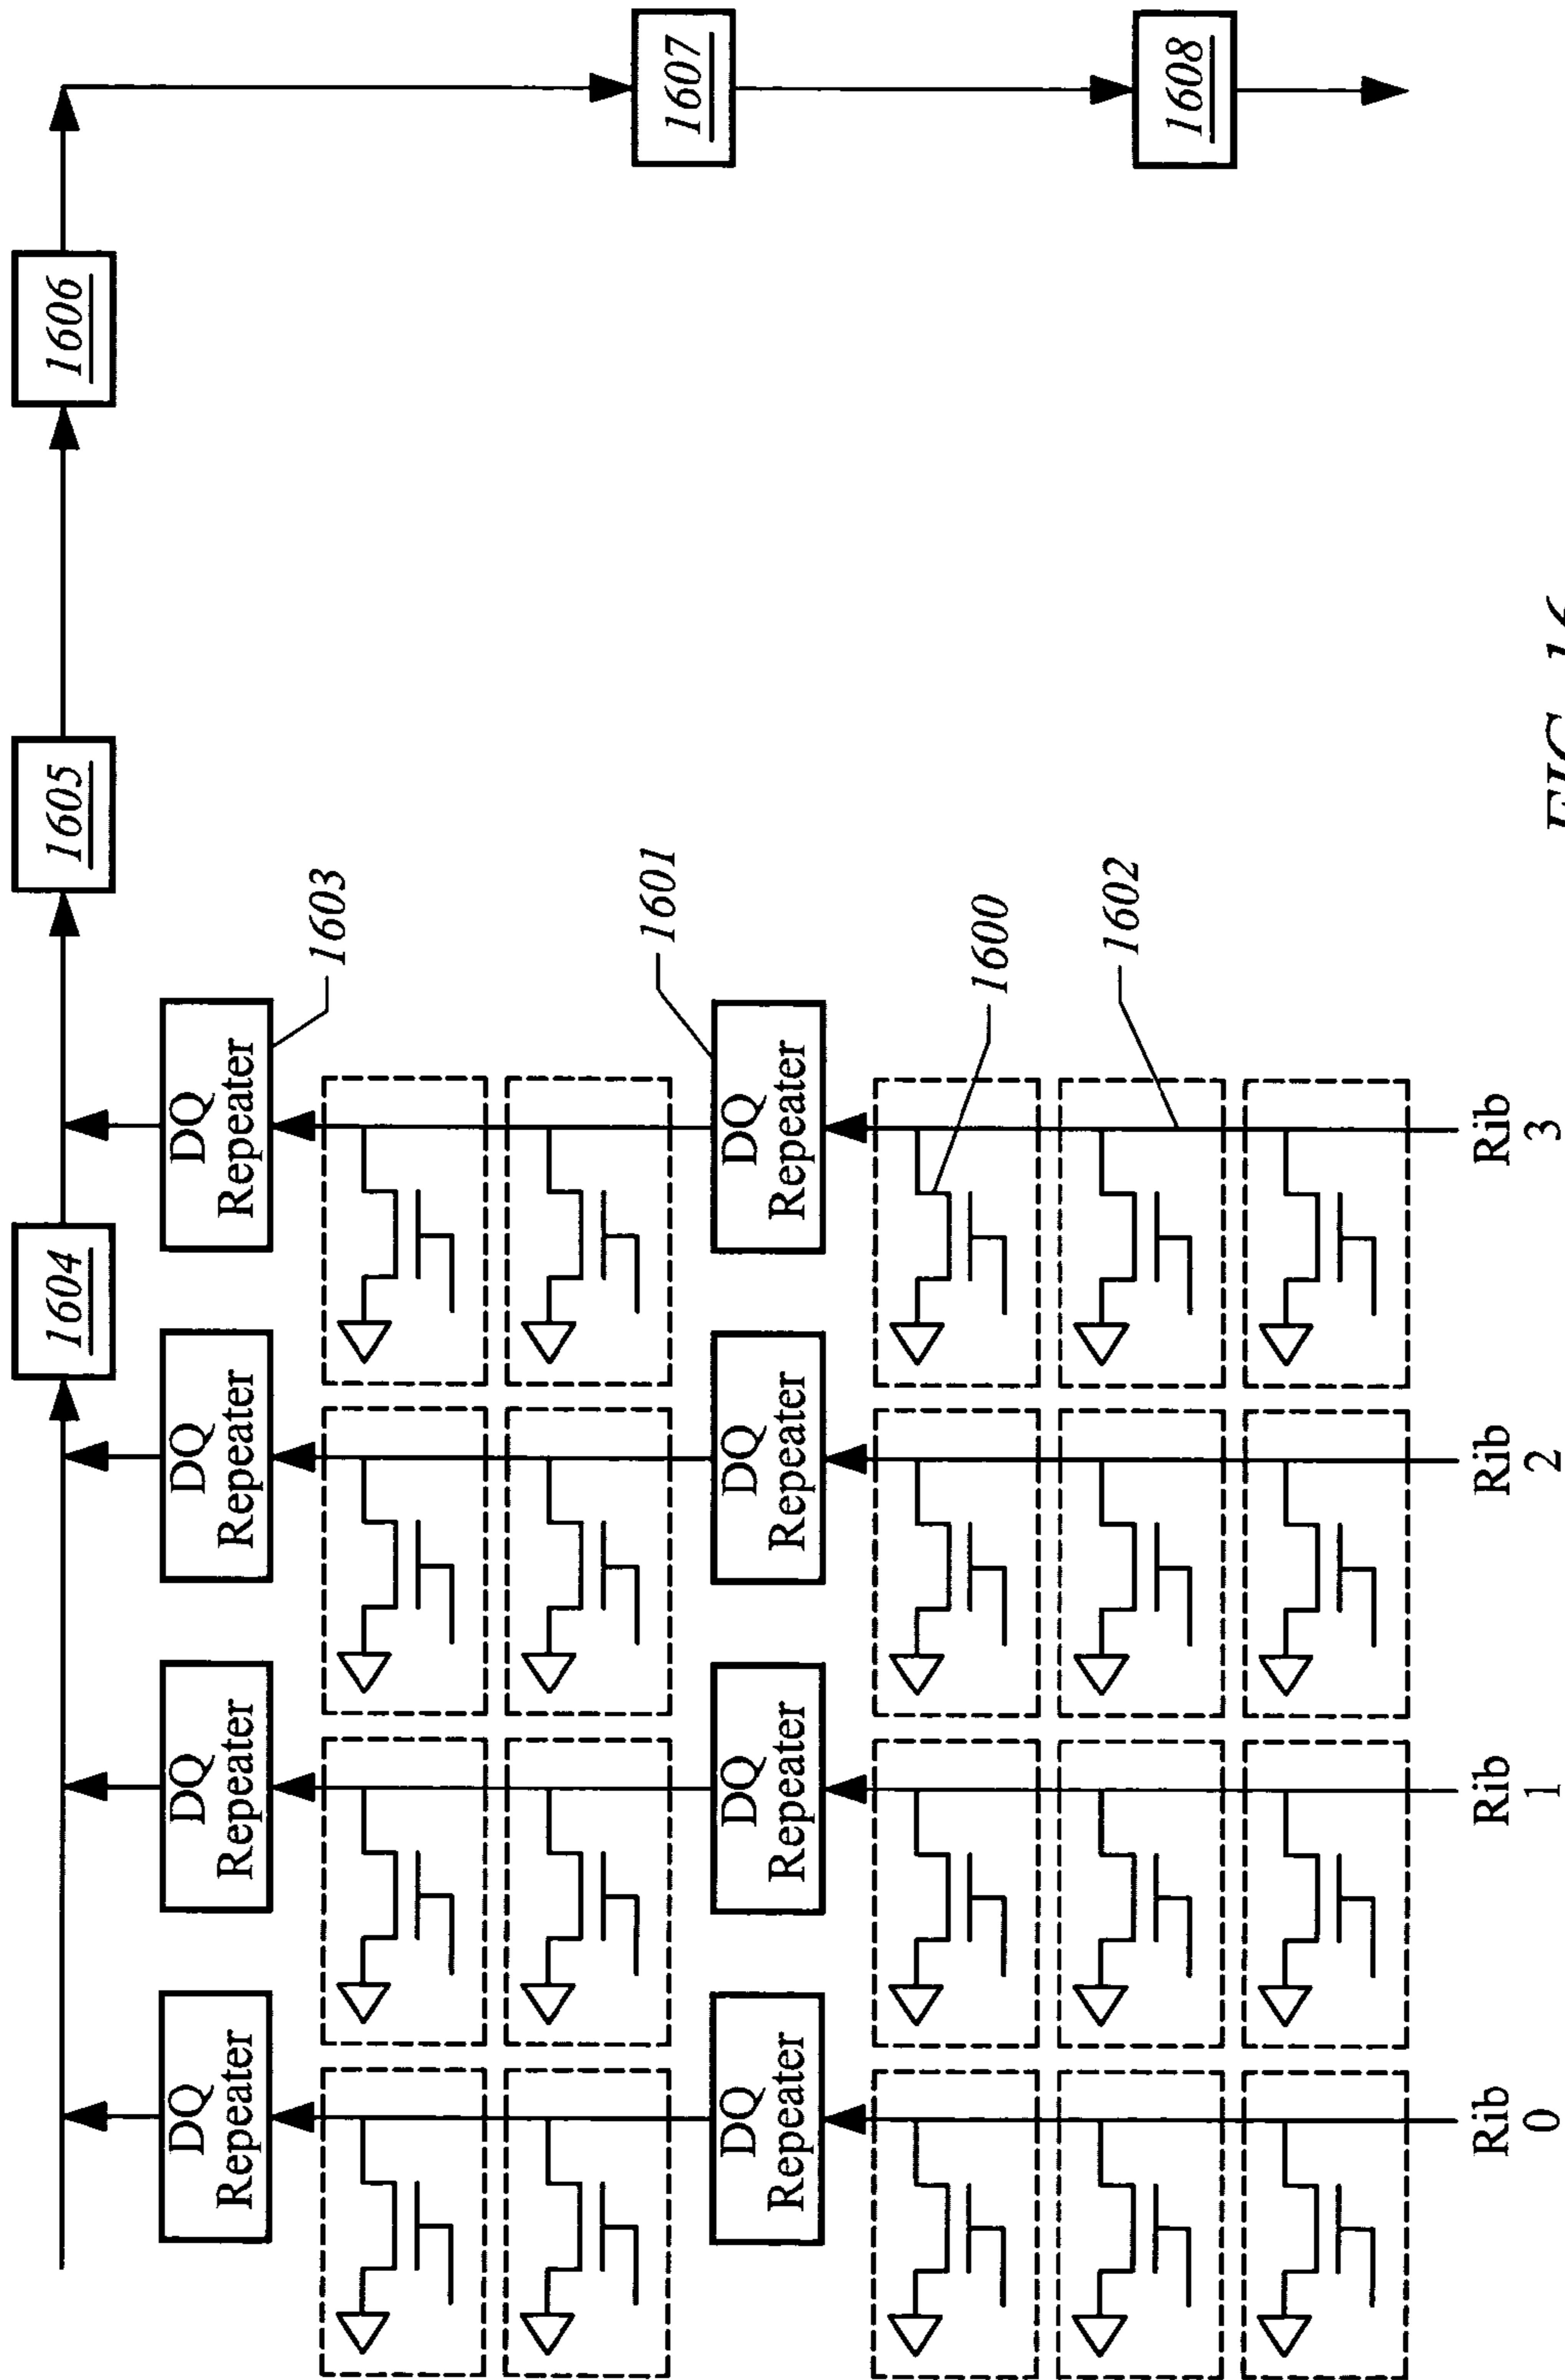 1604
1605
1606
1607
1608
DQ
Repeater
DQ
Repeater
DQ
Repeater
DQ
Repeater
1603
DQ
Repeater
DQ
Repeater
DQ
Repeater
DQ
Repeater
1601
1600
1602
Rib
0
Rib
1
Rib
2
Rib
3
FIG. 16